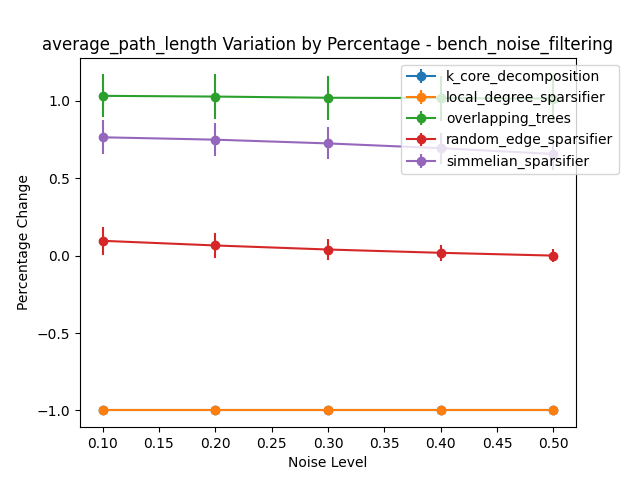 average_path_length Variation by Percentage - bench_noise_filtering
k_core_decomposition
local_degree_sparsifier
overlapping_trees
random_edge_sparsifier
simmelian_sparsifier
Percentage Change
1.0
0.5
0.0
−0.5
−1.0
0.10 0.15 0.20 0.25 0.30 0.35 0.40 0.45 0.50
Noise Level